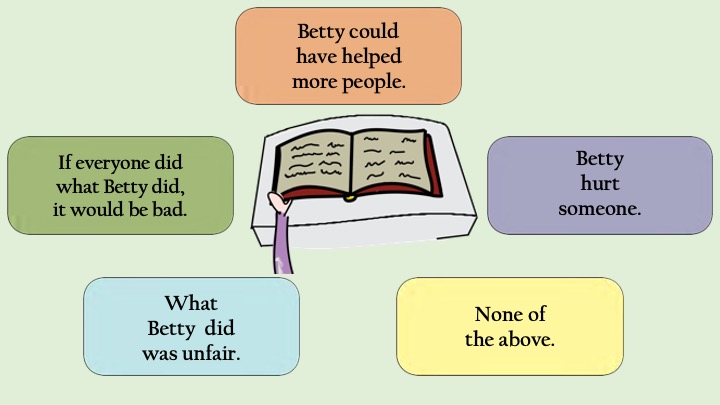 Betty could
have helped
more people.
If everyone did
what Betty did,
it would be bad.
Betty
hurt
someone.
What
Betty did
was unfair.
None of
the above.